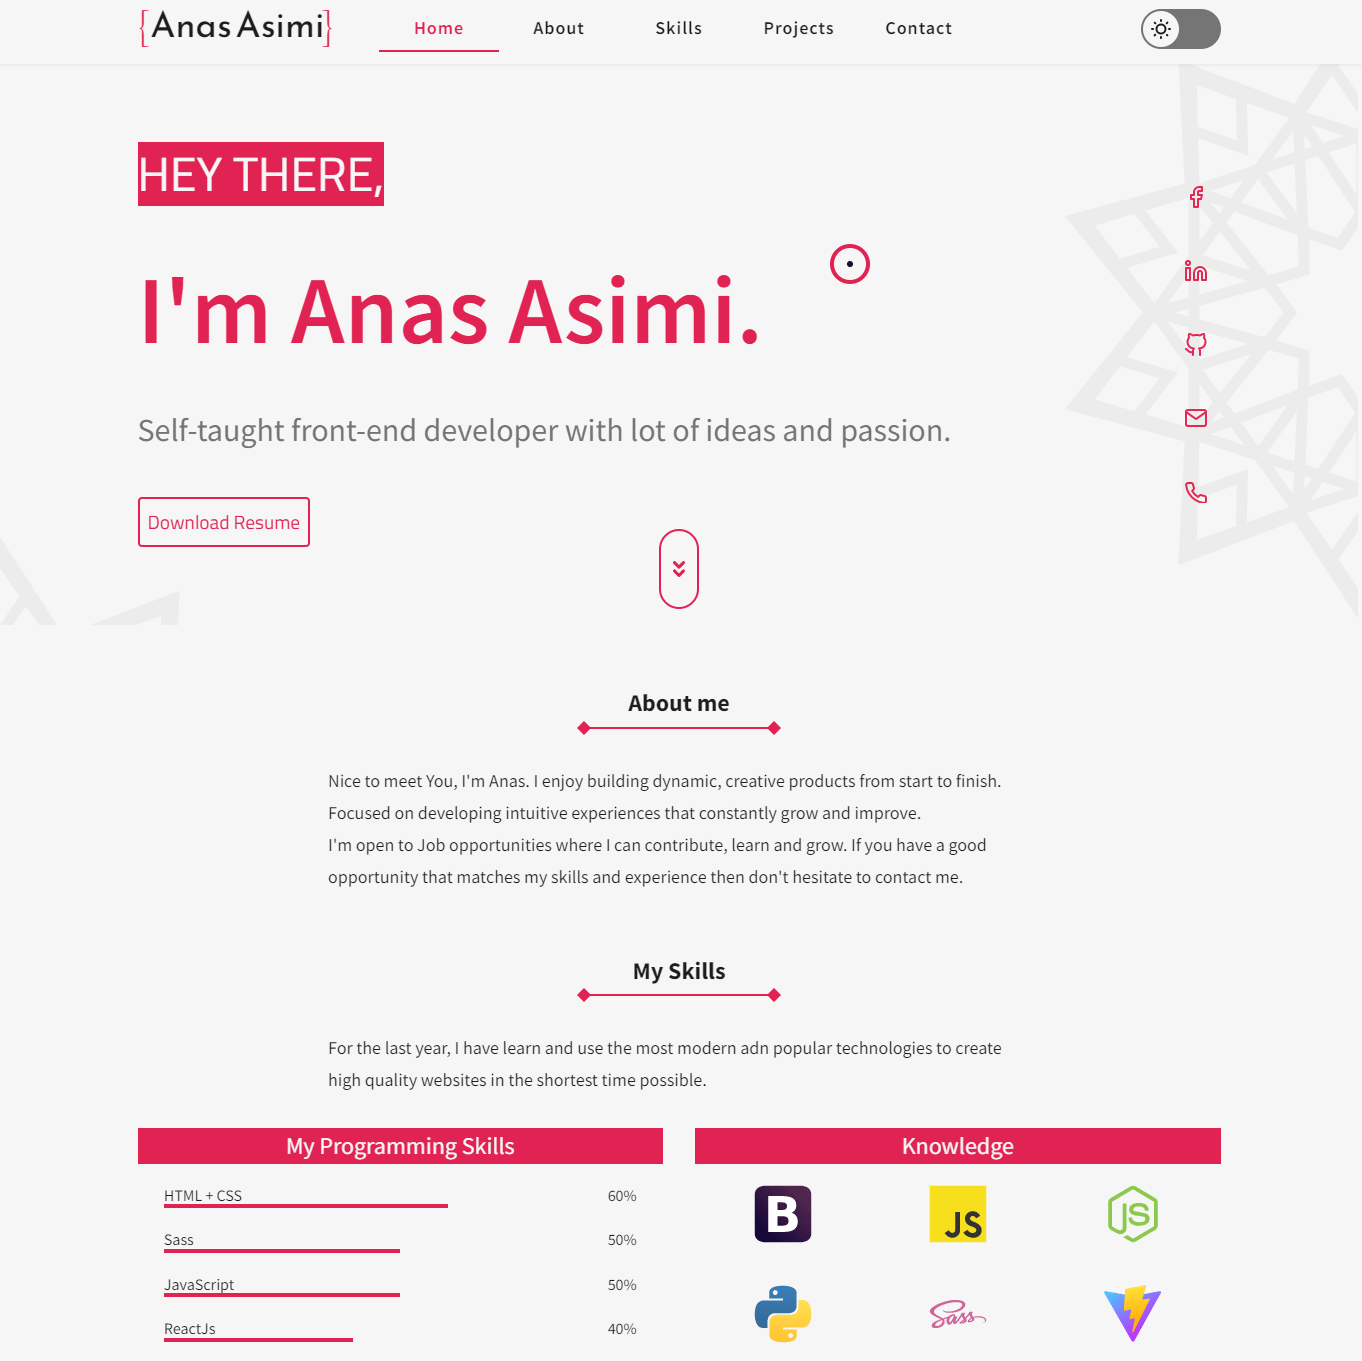 {Anas Asimi}
Home
About
Skills
Projects
Contact
HEY THERE,
I'm Anas Asimi.
Self-taught front-end developer with lot of ideas and passion.
Download Resume
About me
Nice to meet You, I'm Anas. I enjoy building dynamic, creative products from start to finish.
Focused on developing intuitive experiences that constantly grow and improve.
I'm open to Job opportunities where I can contribute, learn and grow. If you have a good
opportunity that matches my skills and experience then don't hesitate to contact me.
My Skills
For the last year, I have learn and use the most modern adn popular technologies to create
high quality websites in the shortest time possible.
My Programming Skills
HTML + CSS 60%
Sass 50%
JavaScript 50%
ReactJs 40%
Knowledge
B
JS
JS
Sass